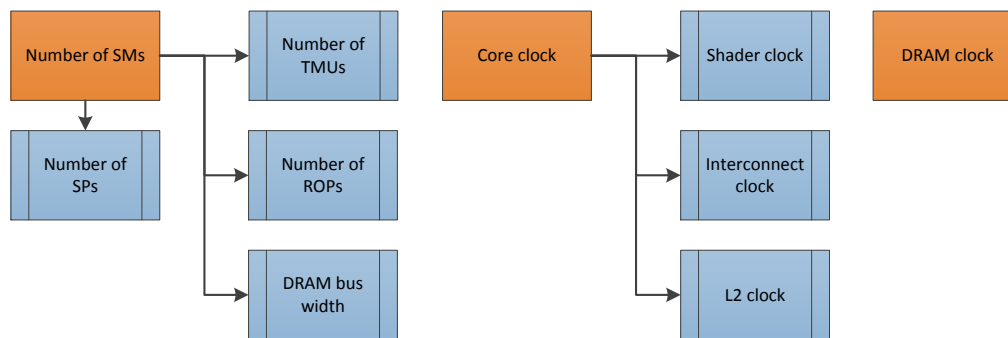 Number of SMs
Number of
TMUs
Core clock
Shader clock
DRAM clock
Number of
SPs
Number of
ROPs
Interconnect
clock
DRAM bus
width
L2 clock